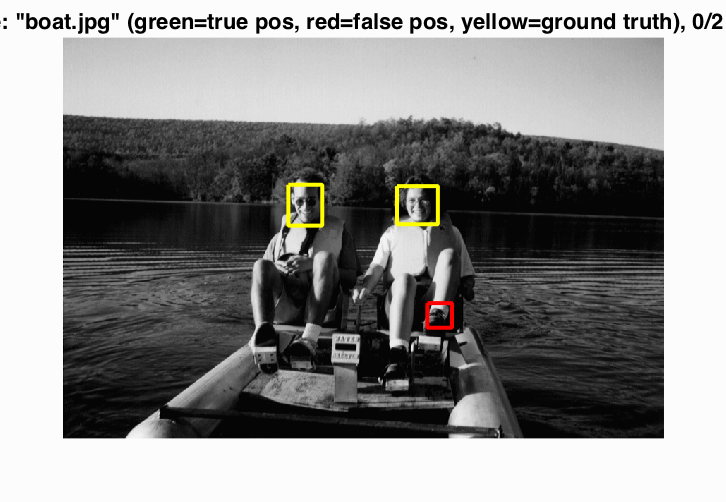 : "boat.jpg" (green=true pos, red=false pos, yellow=ground truth), 0/2